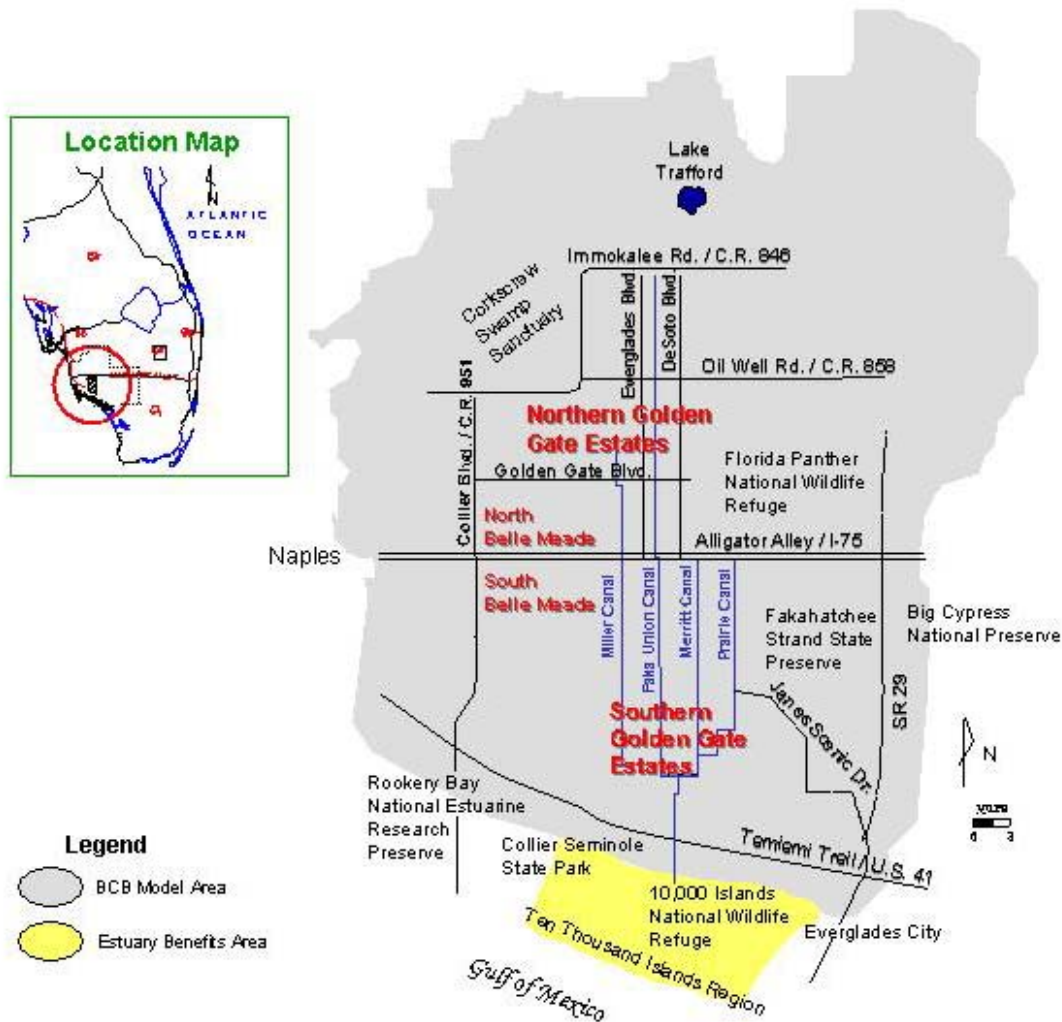 Location Map
N
ATLANTIC
OCEAN
Lake
Trafford
Immokalee Rd. / C.R. 846
Corkscrew
Swamp
Sanctuary
Everglades Blvd
DeSoto Blvd.
Oil Well Rd. / C.R. 858
Collier Blvd. / C.R. 951
Northern Golden
Gate Estates
Golden Gate Blvd.
Florida Panther
National Wildlife
Refuge
North
Belle Meade
Alligator Alley / I-75
Naples
South
Belle Meade
Miller Canal
Faka Union Canal
Merritt Canal
Prairie Canal
Fakahatchee
Strand State
Preserve
Big Cypress
National Preserve
SR 29
Southern
Golden Gate
Estates
Janes Scenic Dr.
N
Rookery Bay
National Estuarine
Research
Preserve
Collier Seminole
State Park
Temiemi Trail / U.S. 41
10,000 Islands
National Wildlife
Refuge
Everglades City
Ten Thousand Islands Region
Gulf of Mexico
Legend
BCB Model Area
Estuary Benefits Area